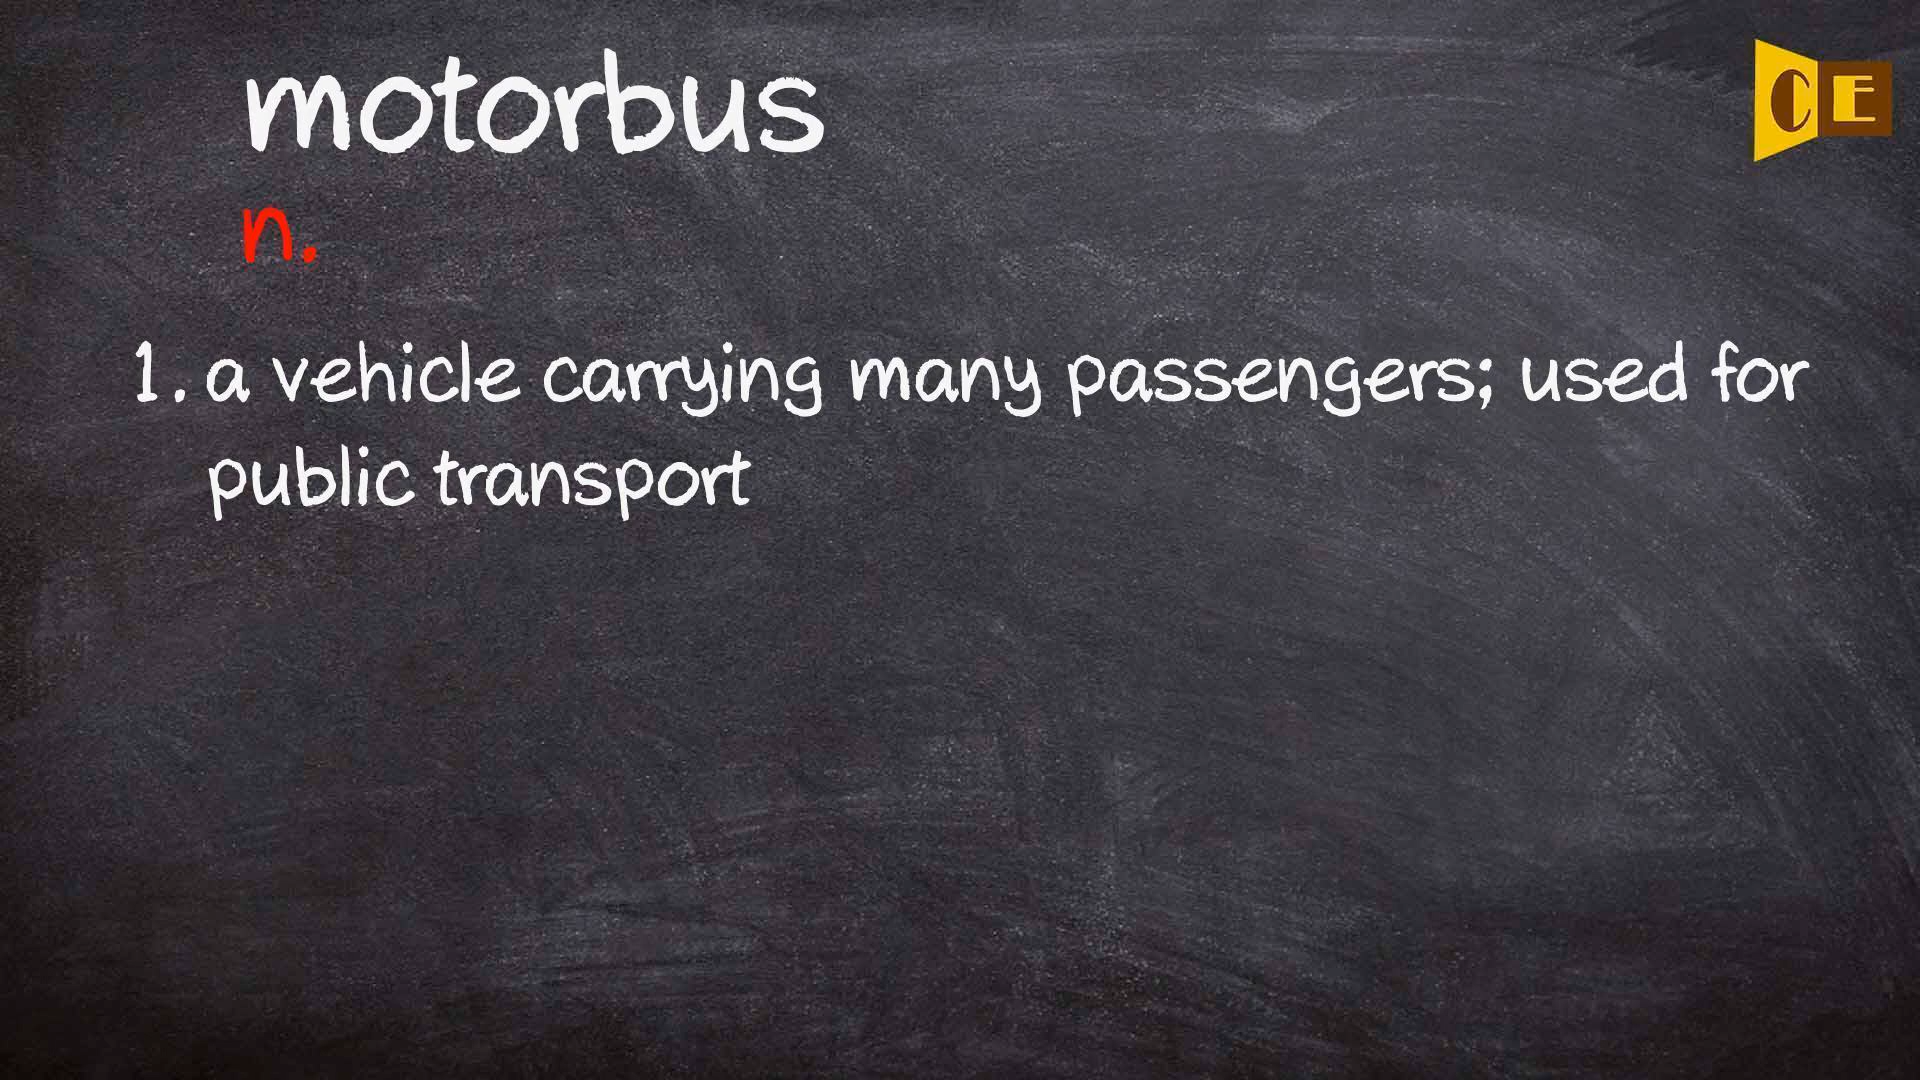 motorbus
CE
n.
1. a vehicle carrying many passengers; used for
public transport